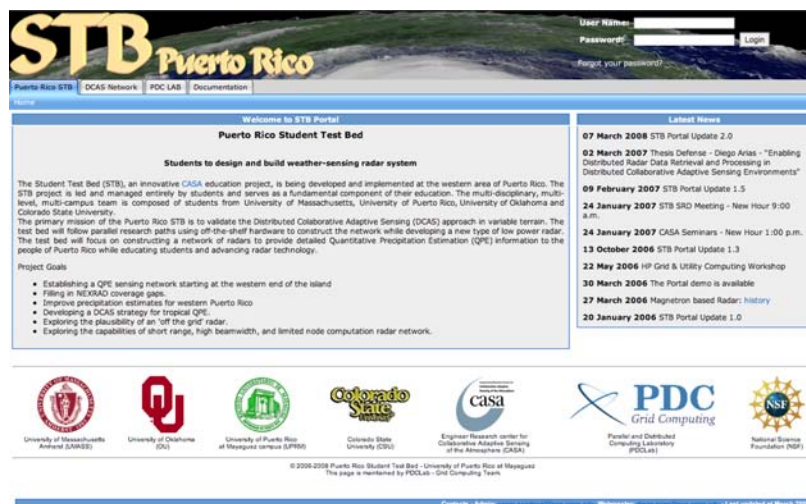 STB Puerto Rico
User Name:
Password:
Login
Forgot your password?
Puerto Rico STB DCAS Network PDC LAB Documentation
Home
Welcome to STB Portal
Puerto Rico Student Test Bed
Students to design and build weather-sensing radar system
The Student Test Bed (STB), an innovative CASA education project, is being developed and implemented at the western area of Puerto Rico. The
STB project is led and managed entirely by students and serves as a fundamental component of their education. The multi-disciplinary, multi-
level, multi-campus team is composed of students from University of Massachusetts, University of Puerto Rico, University of Oklahoma and
Colorado State University.
The primary mission of the Puerto Rico STB is to validate the Distributed Colaborative Adaptive Sensing (DCAS) approach in variable terrain. The
test bed will follow parallel research paths using off-the-shelf hardware to construct the network while developing a new type of low power radar.
The test bed will focus on constructing a network of radars to provide detailed Quantitative Precipitation Estimation (QPE) information to the
people of Puerto Rico while educating students and advancing radar technology.
Project Goals
Establishing a QPE sensing network starting at the western end of the island
Filling in NEXRAD coverage gaps.
Improve precipitation estimates for western Puerto Rico
Developing a DCAS strategy for tropical QPE.
Exploring the plausibility of an 'off the grid' radar.
Exploring the capabilities of short range, high beamwidth, and limited node computation radar network.
Latest News
07 March 2008 STB Portal Update 2.0
02 March 2007 Thesis Defense - Diego Arias - "Enabling
Distributed Radar Data Retrieval and Processing in
Distributed Collaborative Adaptive Sensing Environments"
09 February 2007 STB Portal Update 1.5
24 January 2007 STB SRD Meeting - New Hour 9:00
a.m.
24 January 2007 CASA Seminars - New Hour 1:00 p.m.
13 October 2006 STB Portal Update 1.3
22 May 2006 HP Grid & Utility Computing Workshop
30 March 2006 The Portal demo is available
27 March 2006 Magnetron based Radar: history
20 January 2006 STB Portal Update 1.0
Colorado State University
casa
PDC
Grid Computing
NSF
University of Massachusetts
Amherst (UMASS)
University of Oklahoma
(OU)
University of Puerto Rico
at Mayaguez campus (UPRM)
Colorado State
University (CSU)
Engineer Research center for
Collaborative Adaptive Sensing
of the Atmosphere (CASA)
Parallel and Distributed
Computing Laboratory
(PDCLab)
National Science
Foundation (NSF)
© 2006-2008 Puerto Rico Student Test Bed - University of Puerto Rico at Mayaguez
This page is maintained by PDCLab - Grid Computing Team.